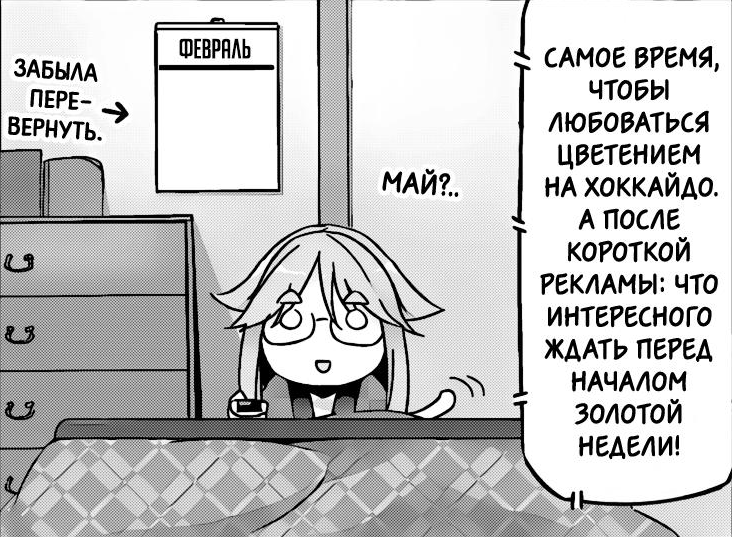 ФЕВРАЛЬ
ЗАБЫЛА
ПЕРЕ-
ВЕРНУТЬ.
МАЙ?..
САМОЕ ВРЕМЯ,
ЧТОБЫ
ЛЮБОВАТЬСЯ
ЦВЕТЕНИЕМ
НА ХОККАЙДО.
А ПОСЛЕ
КОРОТКОЙ
РЕКЛАМЫ: ЧТО
ИНТЕРЕСНОГО
ЖДАТЬ ПЕРЕД
НАЧАЛОМ
ЗОЛОТОЙ
НЕДЕЛИ!